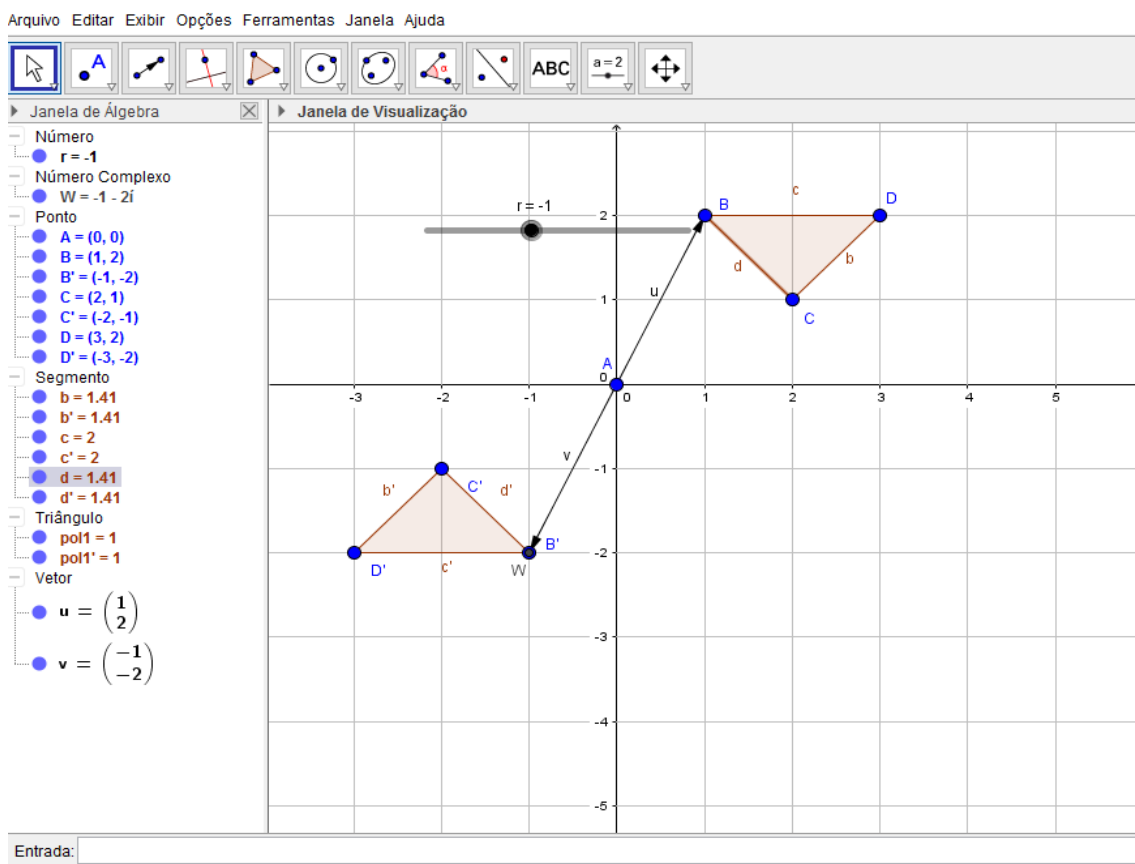 Arquivo Editar Exibir Opções Ferramentas Janela Ajuda
A
α
ABC
a = 2
Janela de Álgebra
Janela de Visualização
Número
r = -1
Número Complexo
W = -1 - 2í
Ponto
A = (0, 0)
B = (1, 2)
B' = (-1, -2)
C = (2, 1)
C' = (-2, -1)
D = (3, 2)
D' = (-3, -2)
Segmento
b = 1.41
b' = 1.41
c = 2
c' = 2
d = 1.41
d' = 1.41
Triângulo
pol1 = 1
pol1' = 1
Vetor
u = (1
2)
v = (-1
-2)
r = -1
c
D
B
2
d
b
u
1
C
A
0
-3 -2 -1 0 1 2 3 4 5
v
-1
b' C' d'
B'
-2
D' c' W
-3
-4
-5
Entrada: